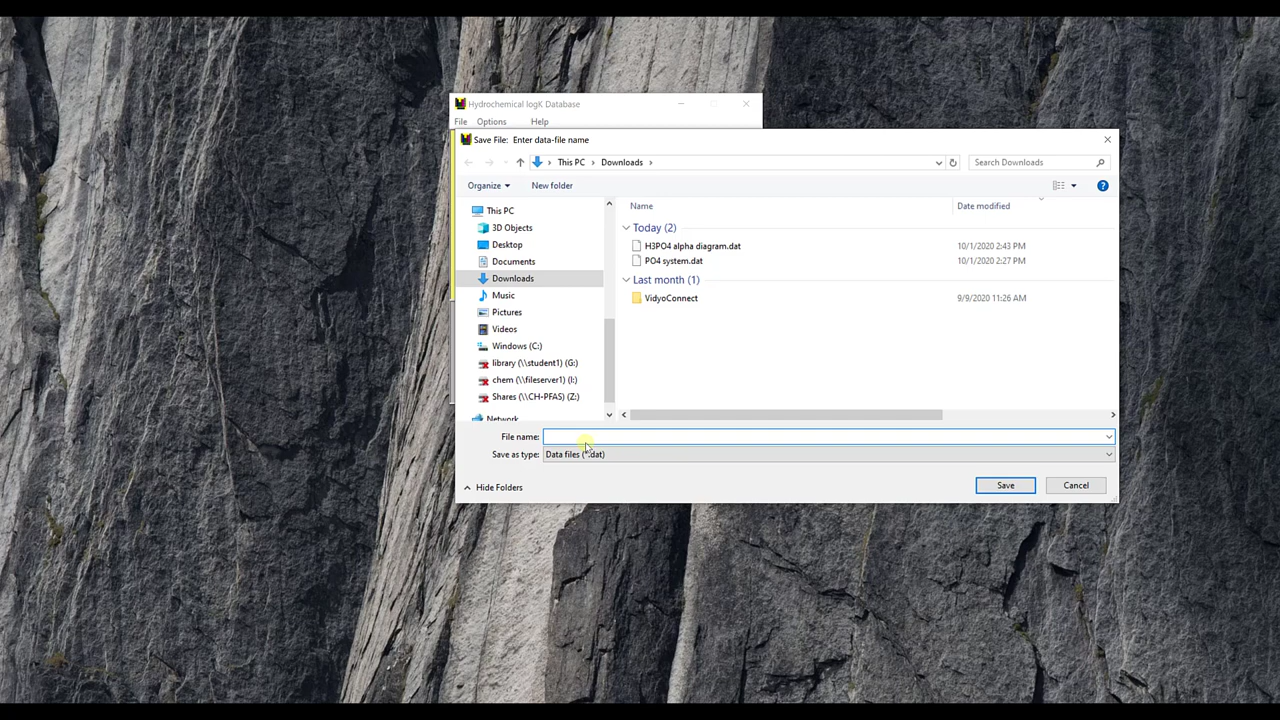 Hydrochemical logK Database
File Options Help
Save File: Enter data-file name
This PC Downloads
Search Downloads
Organize New folder
Name Date modified
This PC
3D Objects
Desktop
Documents
Downloads
Music
Pictures
Videos
Windows (C:)
library (\\student1) (G:)
chem (\\fileserver1) (I:)
Shares (\\CH-PFAS) (Z:)
Network
Today (2)
H3PO4 alpha diagram.dat 10/1/2020 2:43 PM
PO4 system.dat 10/1/2020 2:27 PM
Last month (1)
VidyoConnect 9/9/2020 11:26 AM
File name:
Save as type: Data files (*.dat)
Hide Folders
Save Cancel